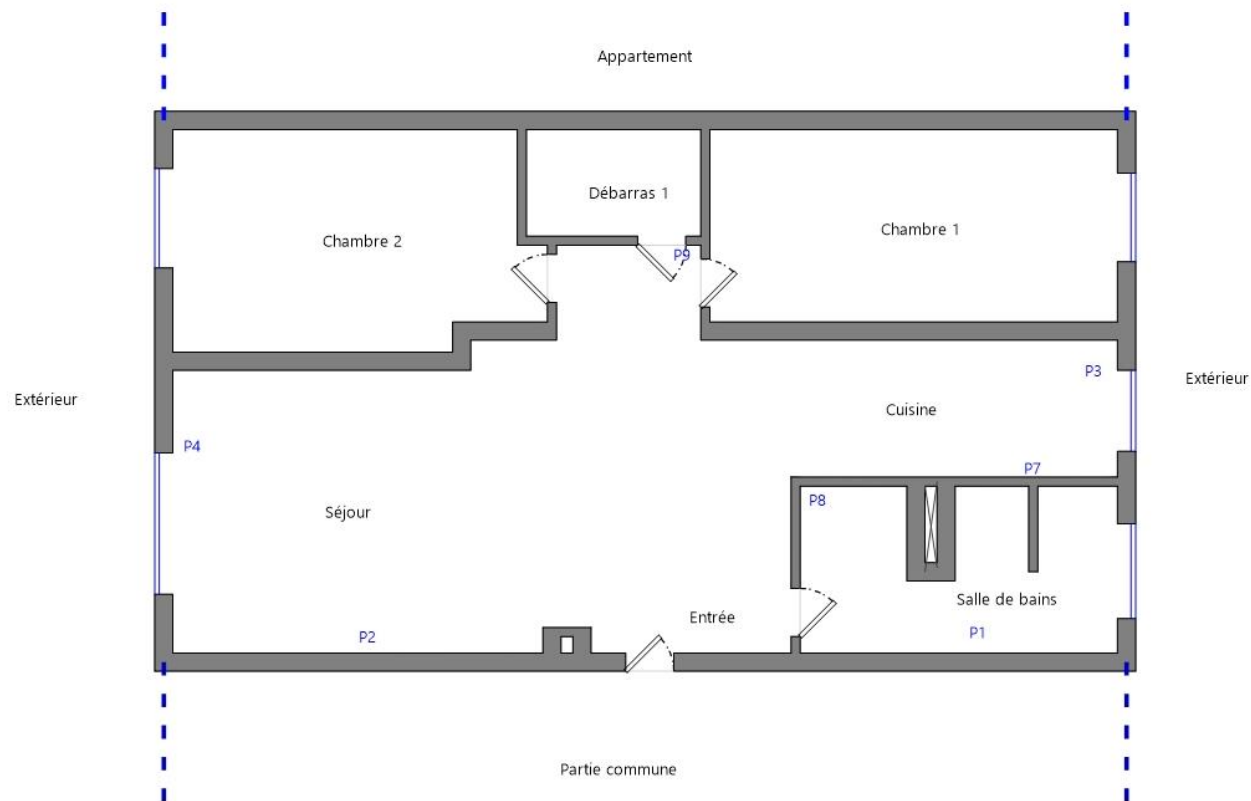 Appartement
Débarras 1
Chambre 2
Chambre 1
P9
Extérieur
P3
Extérieur
Cuisine
P4
P7
P8
Séjour
Salle de bains
Entrée
P2
P1
Partie commune